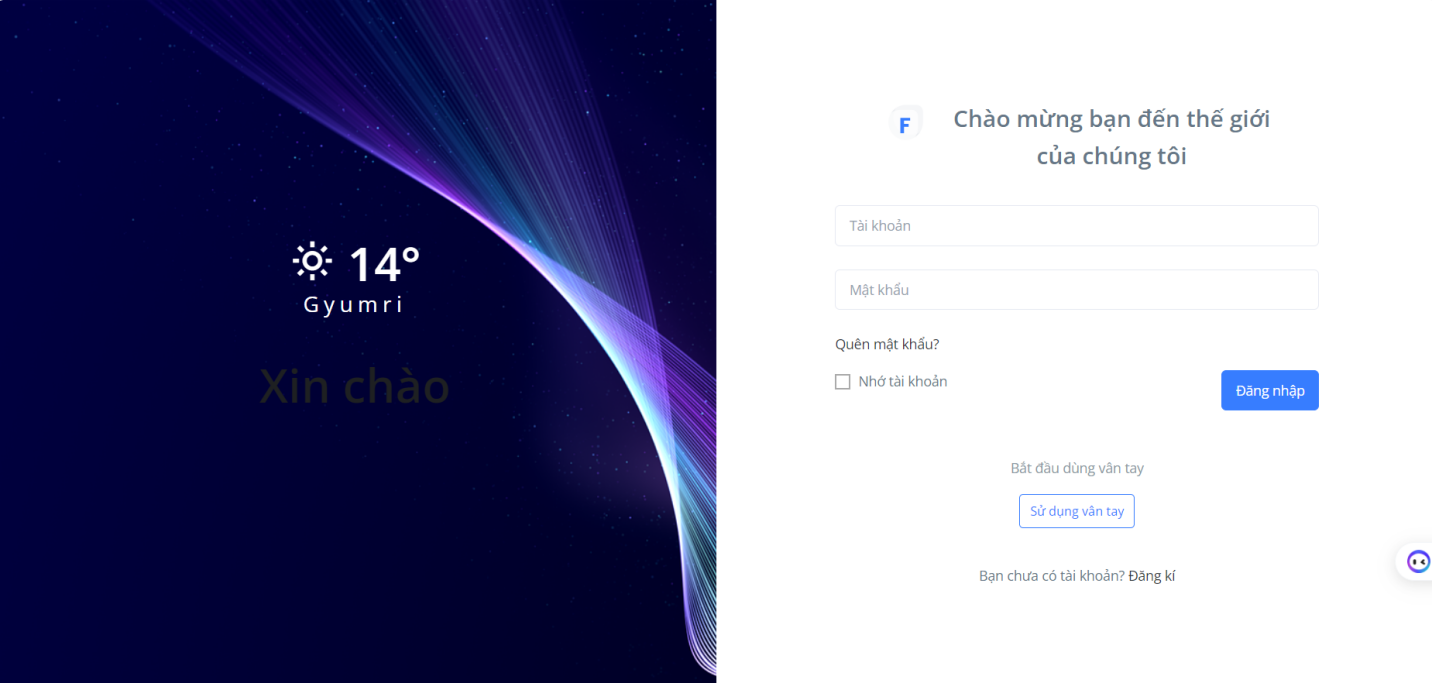 14°
Gyumri
Xin chào
F
Chào mừng bạn đến thế giới
của chúng tôi
Tài khoản
Mật khẩu
Quên mật khẩu?
Nhớ tài khoản
Đăng nhập
Bắt đầu dùng vân tay
Sử dụng vân tay
Bạn chưa có tài khoản? Đăng kí